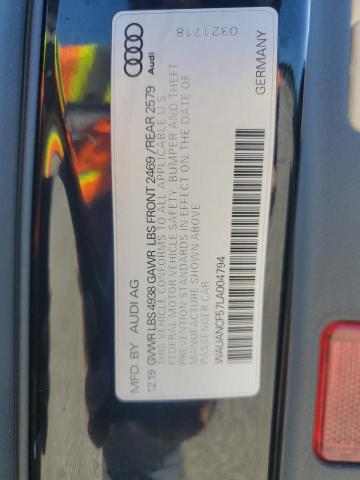 0321718
Audi
GERMANY
MFD. BY AUDI AG
12.19 GVWR LBS 4938 GAWR LBS FRONT 2469 /REAR 2579
THIS VEHICLE CONFORMS TO ALL APPLICABLE U.S.
FEDERAL MOTOR VEHICLE SAFETY, BUMPER AND THEFT
PREVENTION STANDARDS IN EFFECT ON THE DATE OF
MANUFACTURE SHOWN ABOVE
PASSENGER CAR
WAUANCF57LA004794